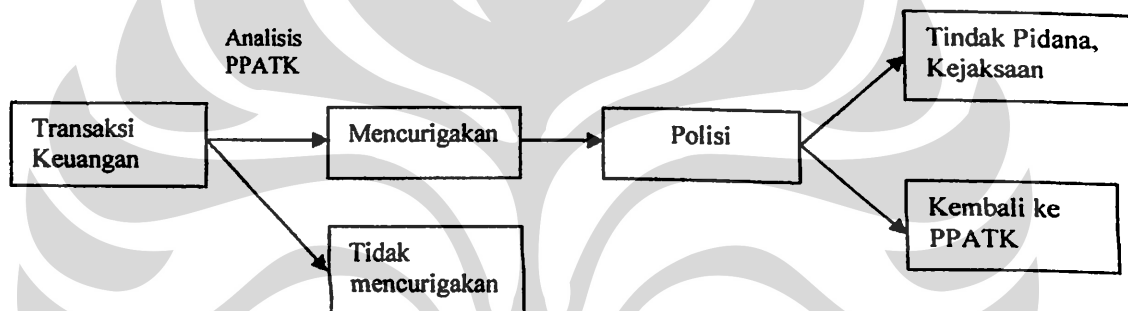 Analisis
PPATK
Transaksi
Keuangan
Mencurigakan
Tidak
mencurigakan
Polisi
Tindak Pidana,
Kejaksaan
Kembali ke
PPATK